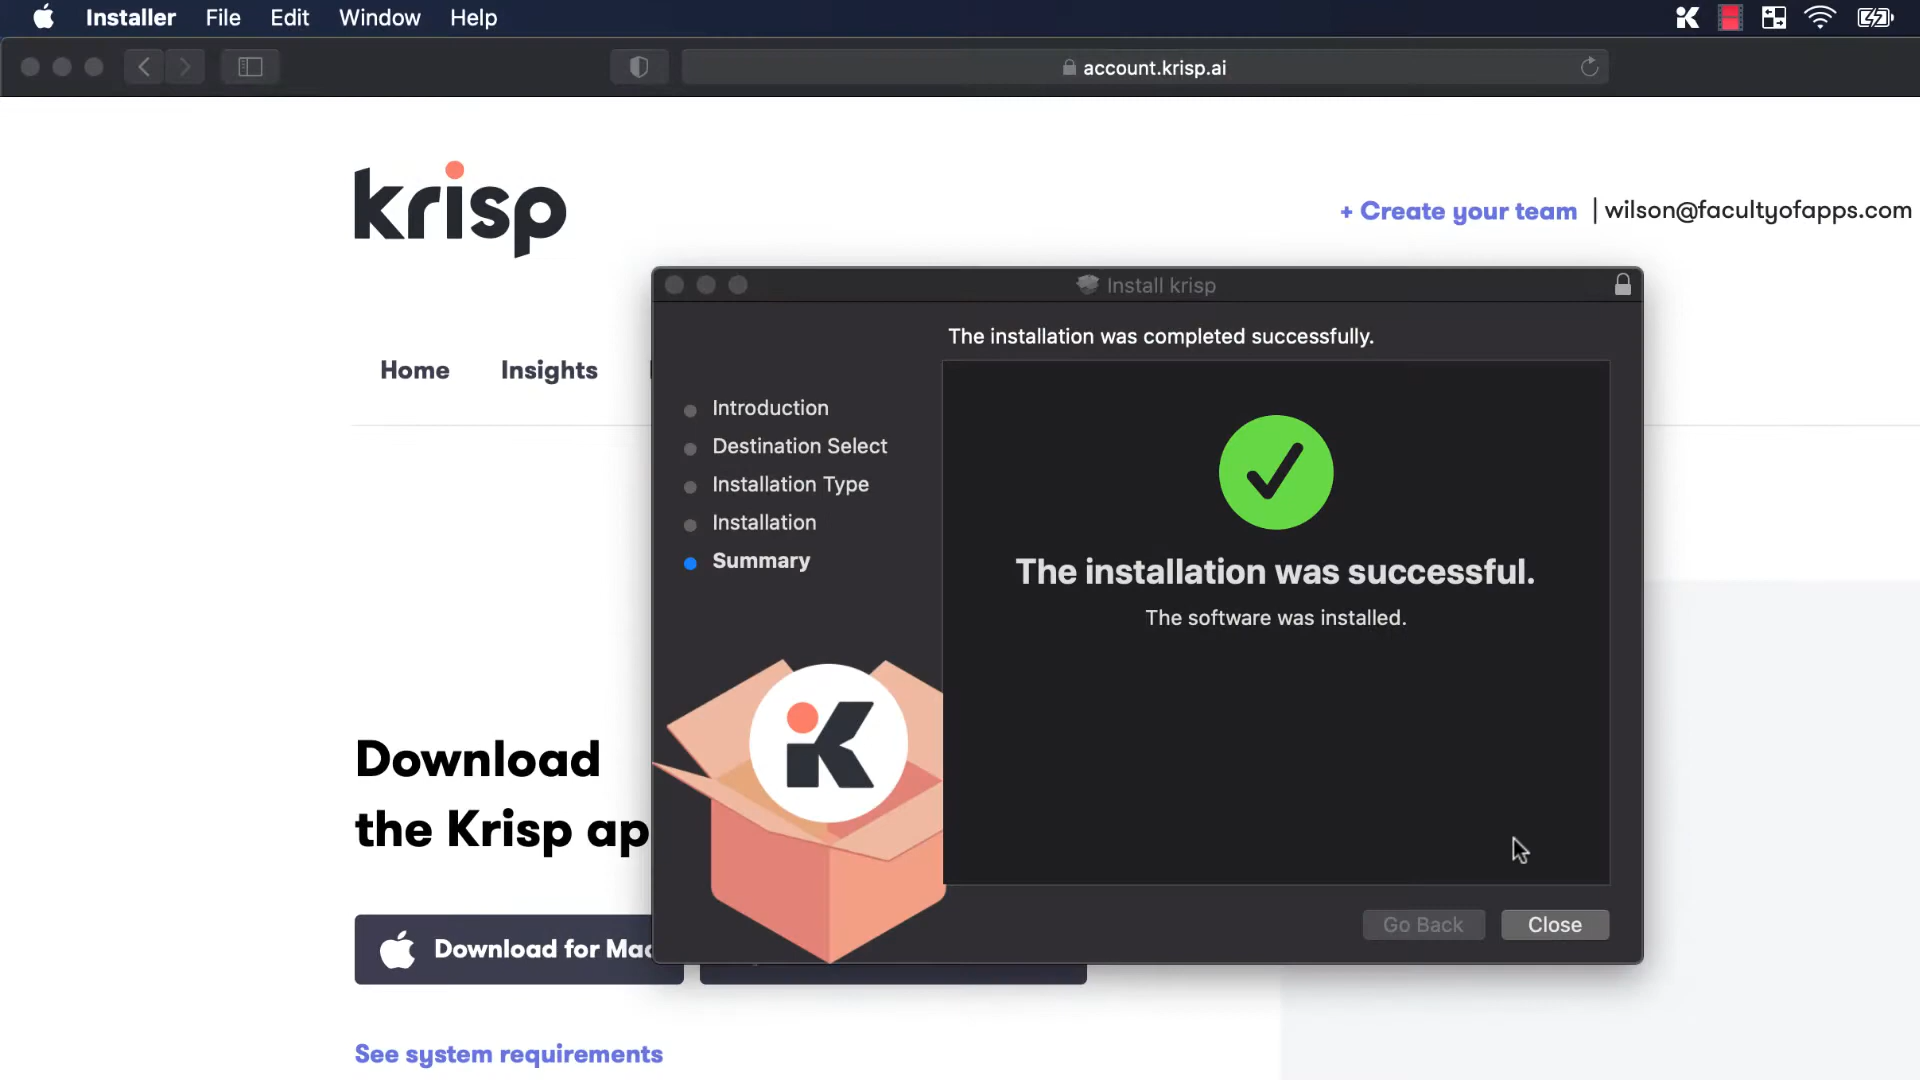 Installer File Edit Window Help
account.krisp.ai
krisp
+ Create your team | wilson@facultyofapps.com
Home Insights
Install krisp
The installation was completed successfully.
Introduction
Destination Select
Installation Type
Installation
Summary
The installation was successful.
The software was installed.
Go Back Close
Download
the Krisp ap
Download for Mac
See system requirements